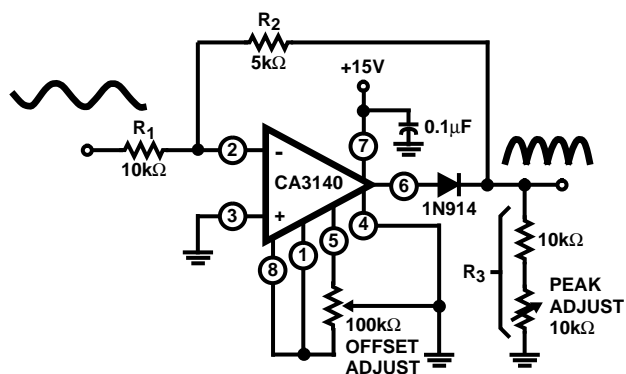 R2
5kΩ
+15V
R1
10kΩ
0.1μF
7
2
-
CA3140
6
1N914
3
+
4
5
1
8
10kΩ
R3
PEAK
ADJUST
10kΩ
100kΩ
OFFSET
ADJUST